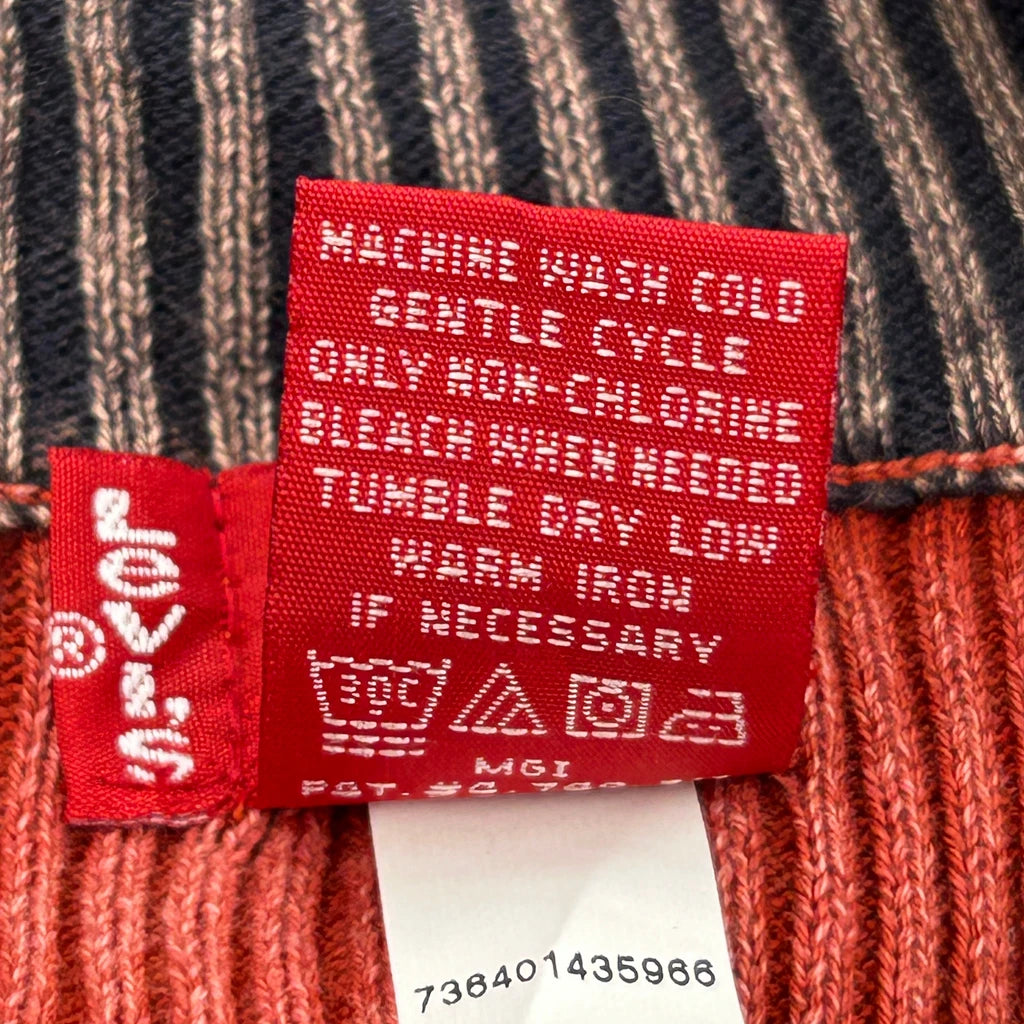 MACHINE WASH COLD
GENTLE CYCLE
ONLY NON-CHLORINE
BLEACH WHEN NEEDED
TUMBLE DRY LOW
WARM IRON
IF NECESSARY
30C
MGI
LEVI'S
®
736401435966